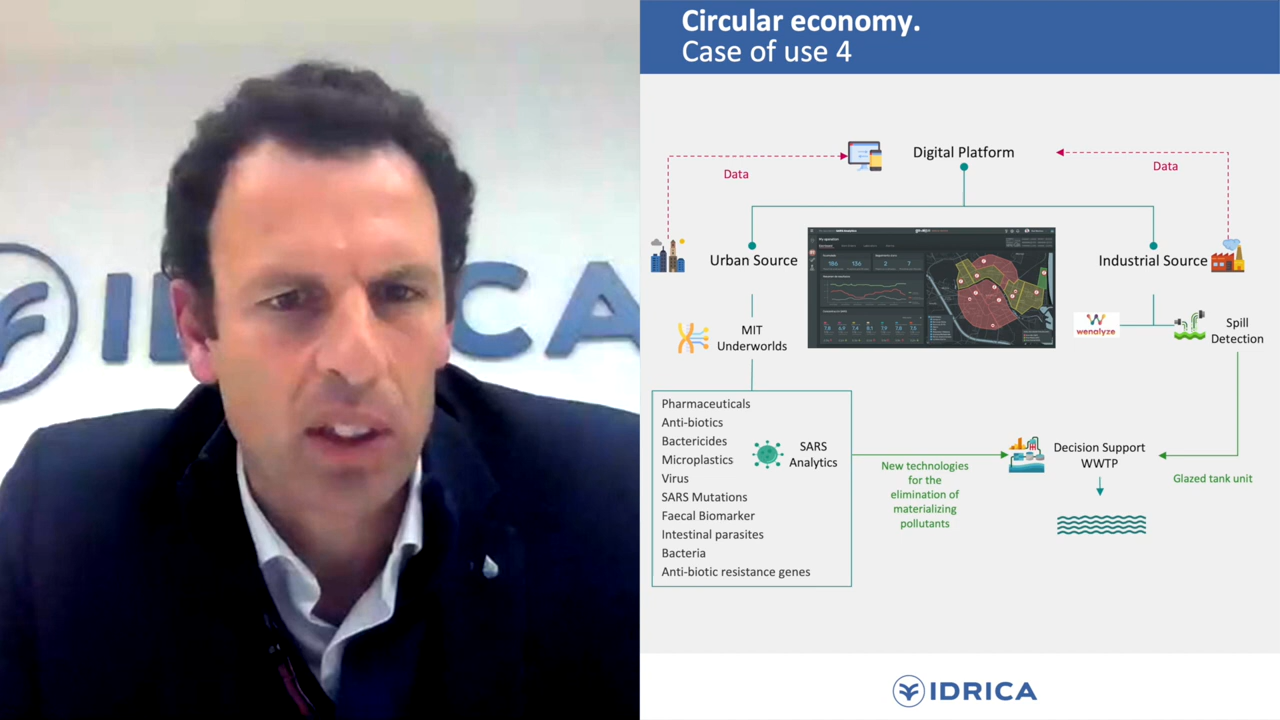 Circular economy.
Case of use 4
Digital Platform
Data
Data
Urban Source
Industrial Source
MIT
Underworlds
wenalyze
Spill
Detection
Pharmaceuticals
Anti-biotics
Bactericides
Microplastics
Virus
SARS Mutations
Faecal Biomarker
Intestinal parasites
Bacteria
Anti-biotic resistance genes
SARS
Analytics
New technologies
for the
elimination of
materializing
pollutants
Decision Support
WWTP
Glazed tank unit
IDRICA